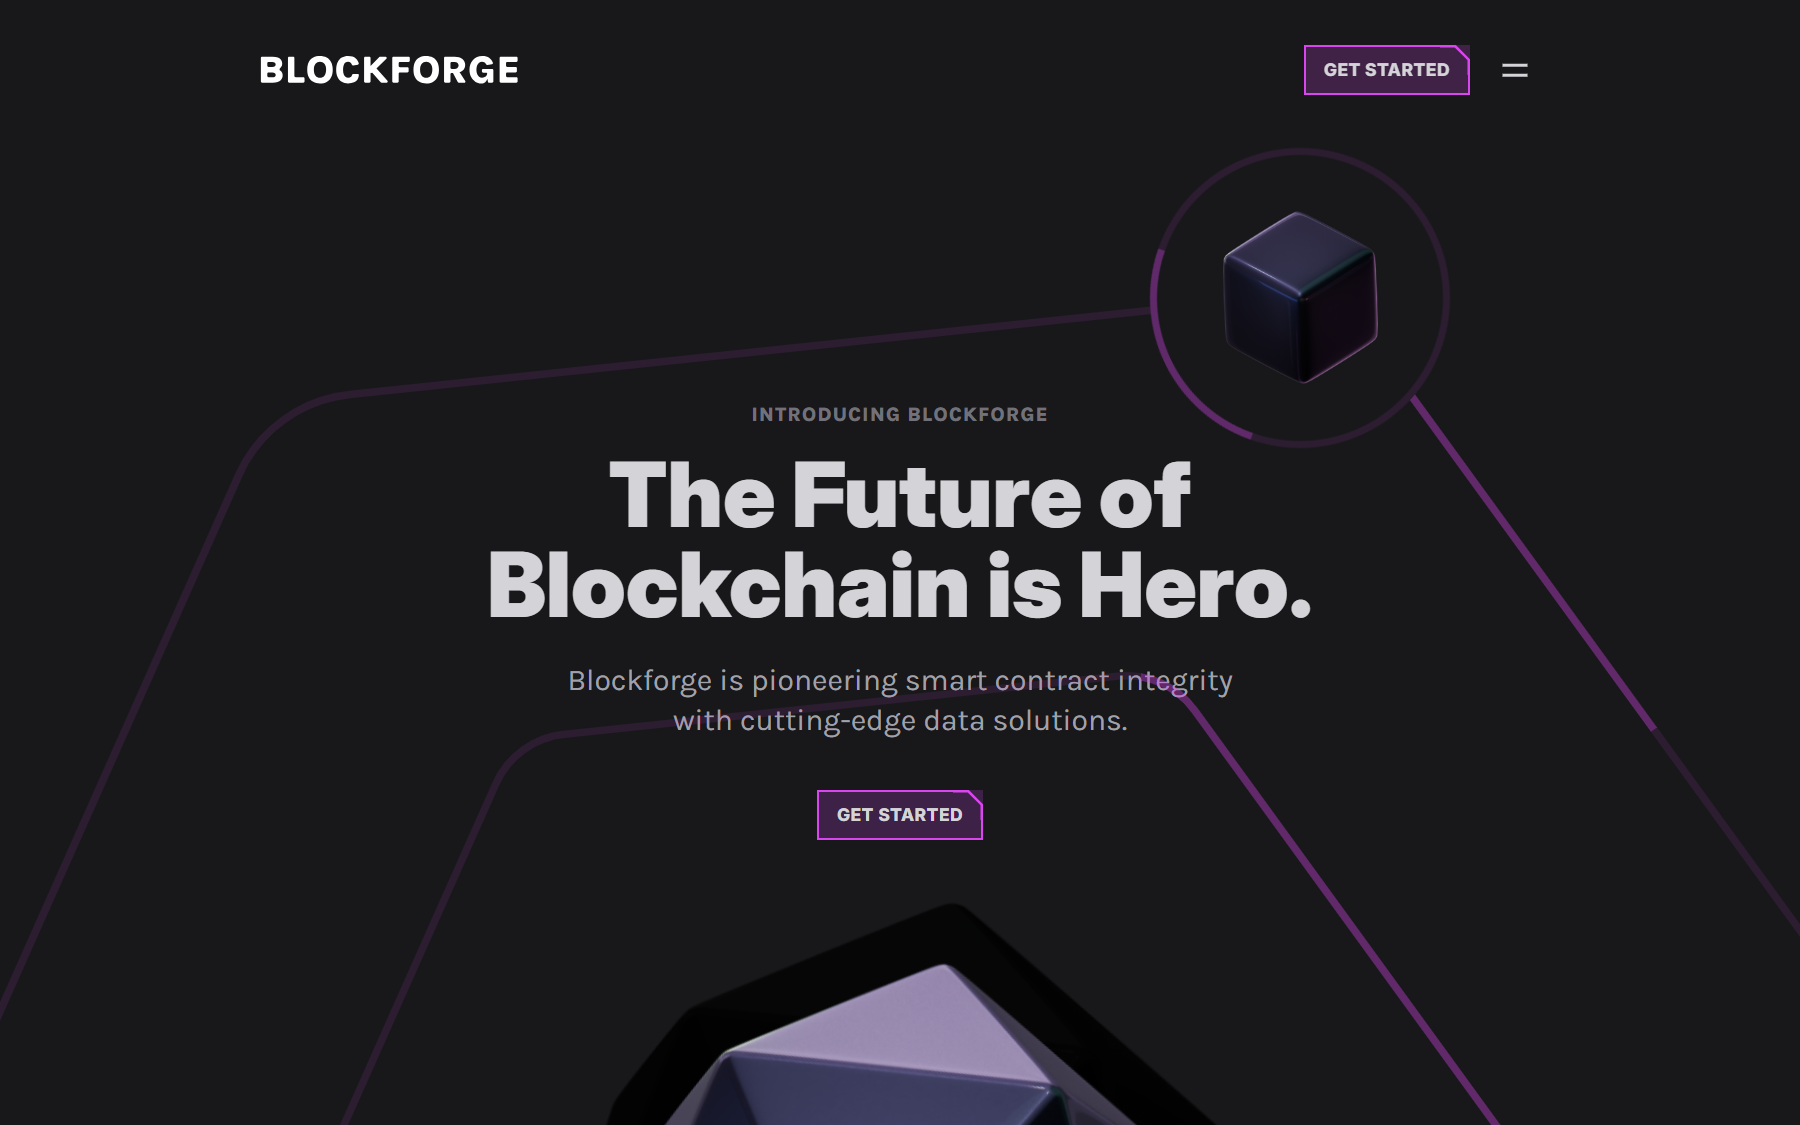 BLOCKFORGE
GET STARTED
INTRODUCING BLOCKFORGE
The Future of
Blockchain is Hero.
Blockforge is pioneering smart contract integrity
with cutting-edge data solutions.
GET STARTED